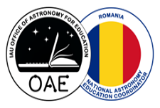 IAU OFFICE OF ASTRONOMY FOR EDUCATION
OAE
ROMANIA
NATIONAL ASTRONOMY
EDUCATION COORDINATOR